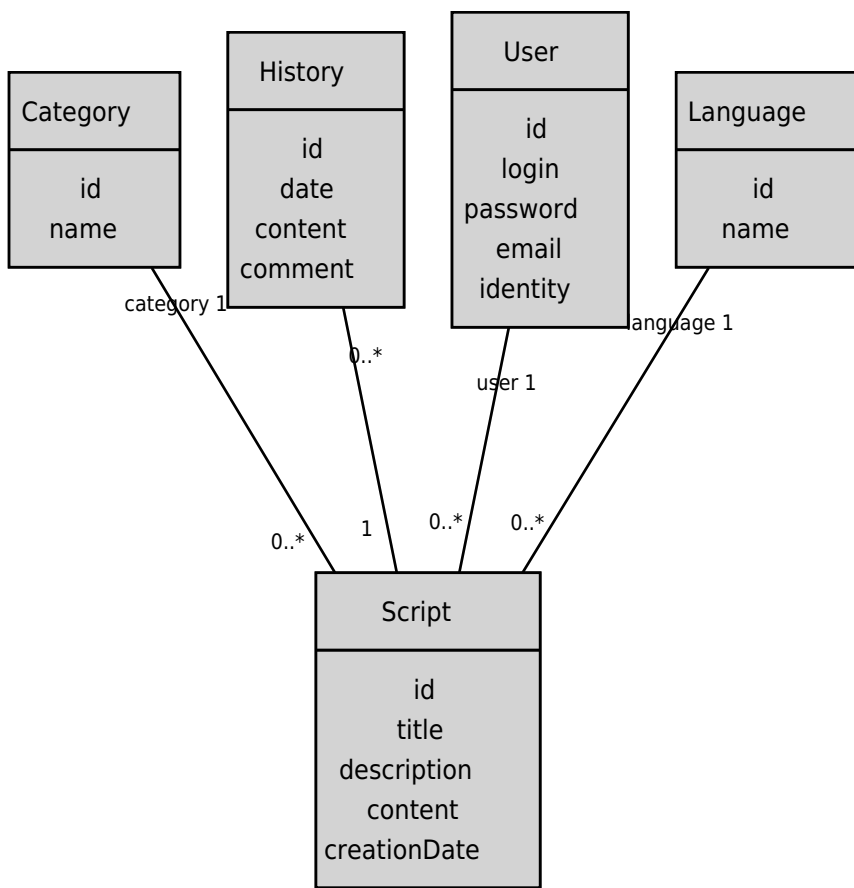 Category
id
name
History
id
date
content
comment
User
id
login
password
email
identity
Language
id
name
category 1
0..*
user 1
language 1
0..*
1
0..*
0..*
Script
id
title
description
content
creationDate